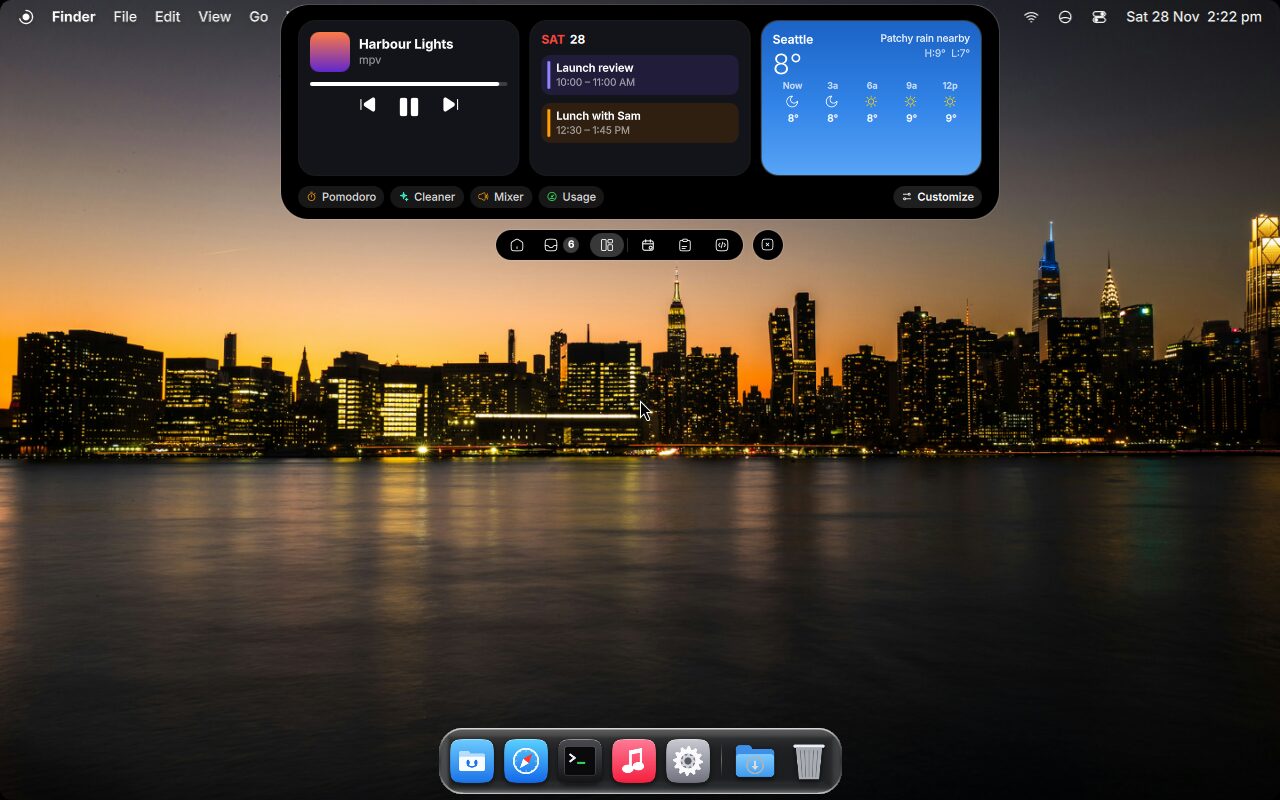 Finder File Edit View Go
Sat 28 Nov 2:22 pm
Harbour Lights
mpv
SAT 28
Launch review
10:00 – 11:00 AM
Lunch with Sam
12:30 – 1:45 PM
Seattle
Patchy rain nearby
8°
H:9° L:7°
Now 3a 6a 9a 12p
8° 8° 8° 9° 9°
Pomodoro
Cleaner
Mixer
Usage
Customize
6